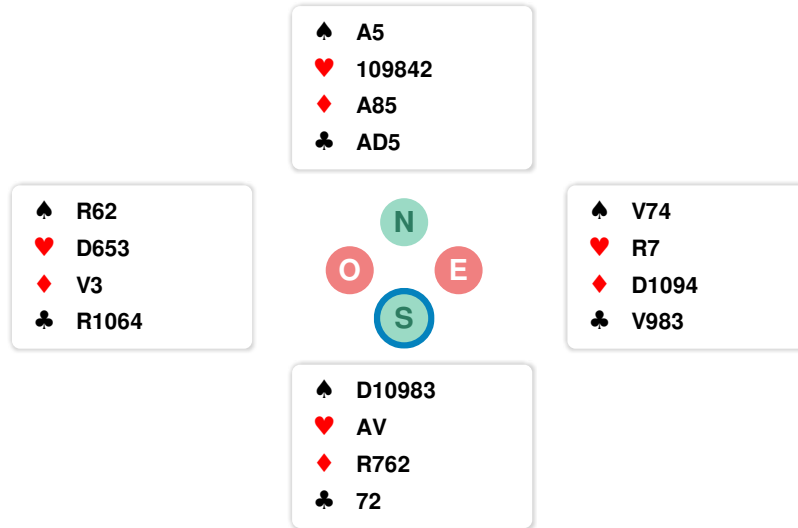 ♠ A5
♥ 109842
♦ A85
♣ AD5
♠ R62
♥ D653
♦ V3
♣ R1064
N
O E
S
♠ V74
♥ R7
♦ D1094
♣ V983
♠ D10983
♥ AV
♦ R762
♣ 72